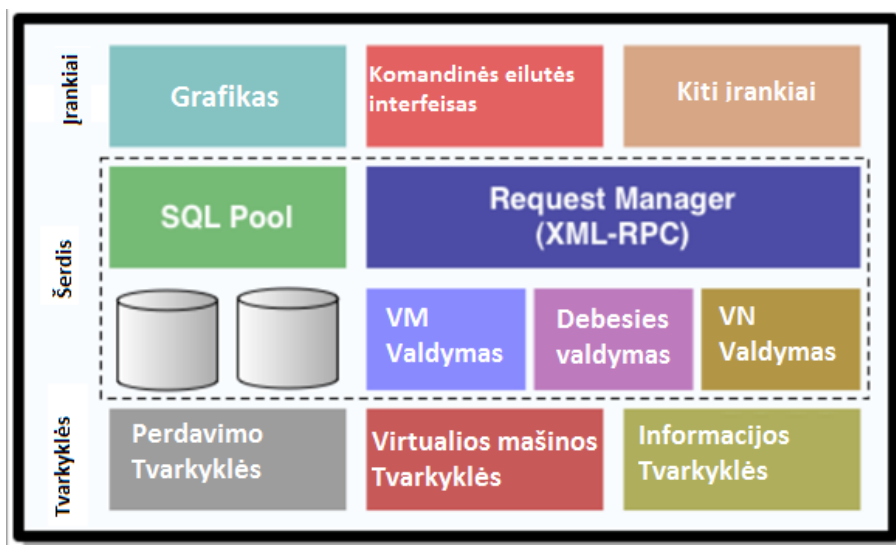 Įrankiai
Grafikas
Komandinės eilutės
interfeisas
Kiti įrankiai
Šerdis
SQL Pool
Request Manager
(XML-RPC)
VM
Valdymas
Debesies
valdymas
VN
Valdymas
Tvarkyklės
Perdavimo
Tvarkyklės
Virtualios mašinos
Tvarkyklės
Informacijos
Tvarkyklės